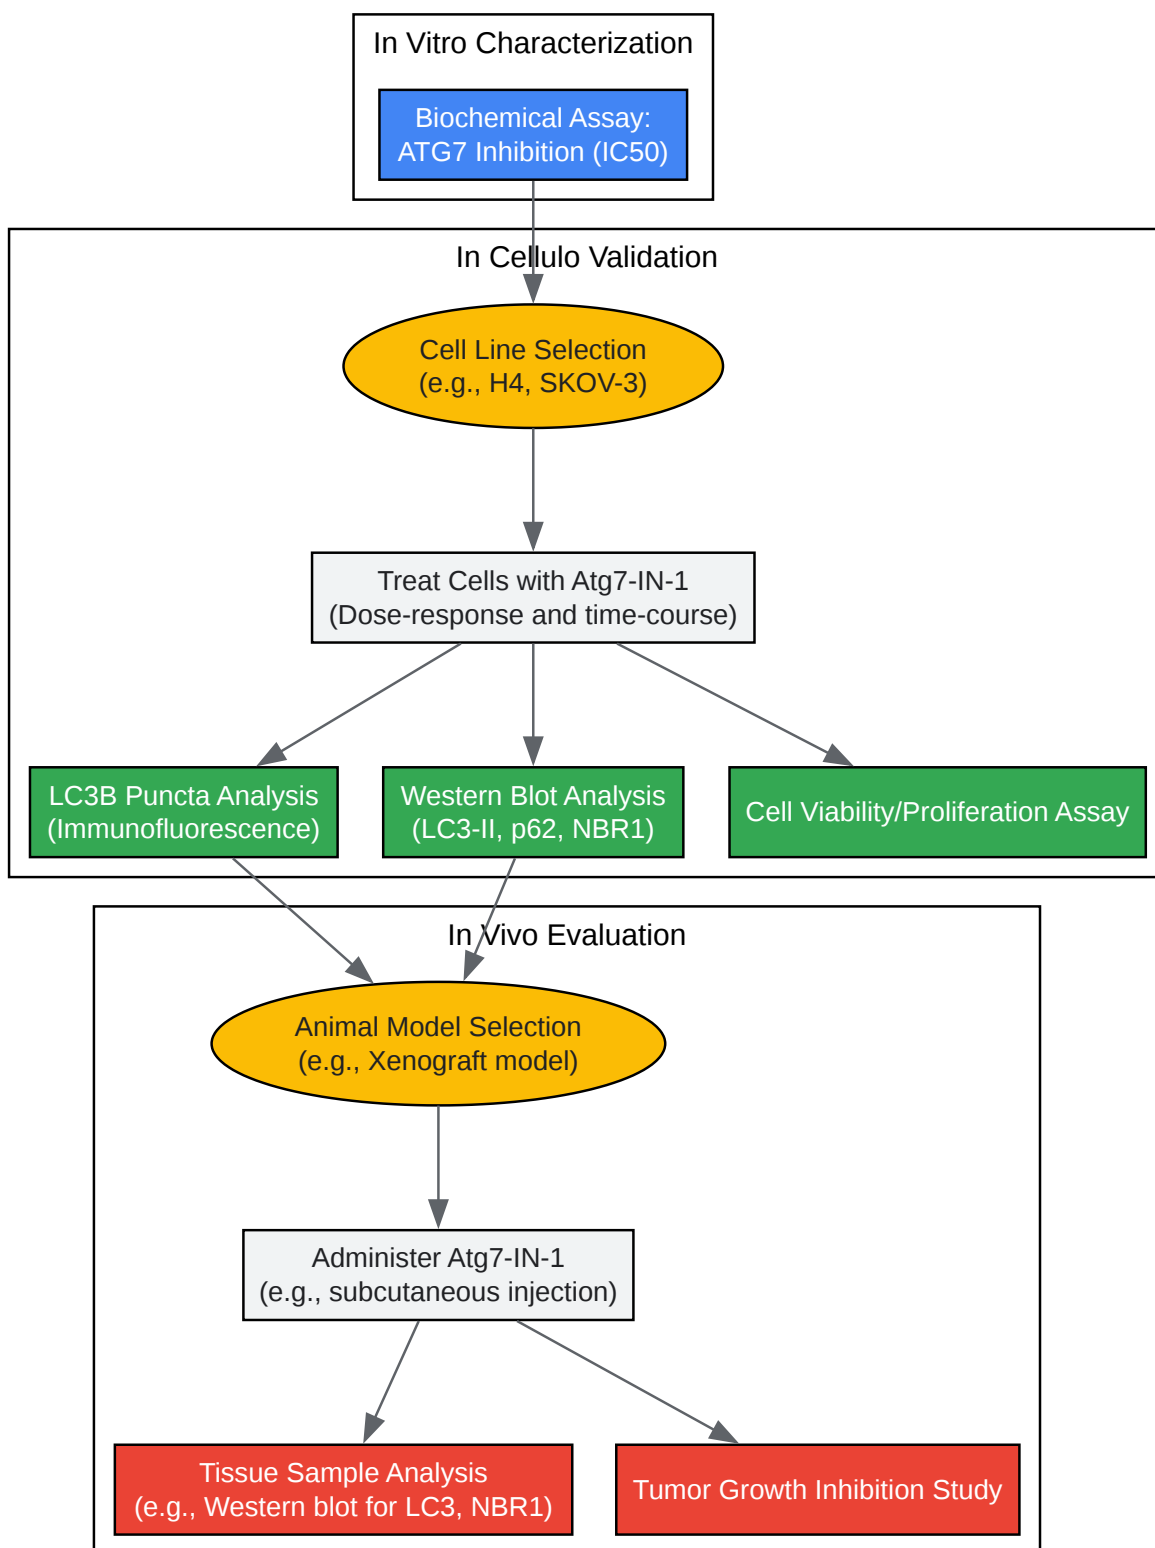 In Vitro Characterization
Biochemical Assay:
ATG7 Inhibition (IC50)
In Cellulo Validation
Cell Line Selection
(e.g., H4, SKOV-3)
Treat Cells with Atg7-IN-1
(Dose-response and time-course)
LC3B Puncta Analysis
(Immunofluorescence)
Western Blot Analysis
(LC3-II, p62, NBR1)
Cell Viability/Proliferation Assay
In Vivo Evaluation
Animal Model Selection
(e.g., Xenograft model)
Administer Atg7-IN-1
(e.g., subcutaneous injection)
Tissue Sample Analysis
(e.g., Western blot for LC3, NBR1)
Tumor Growth Inhibition Study